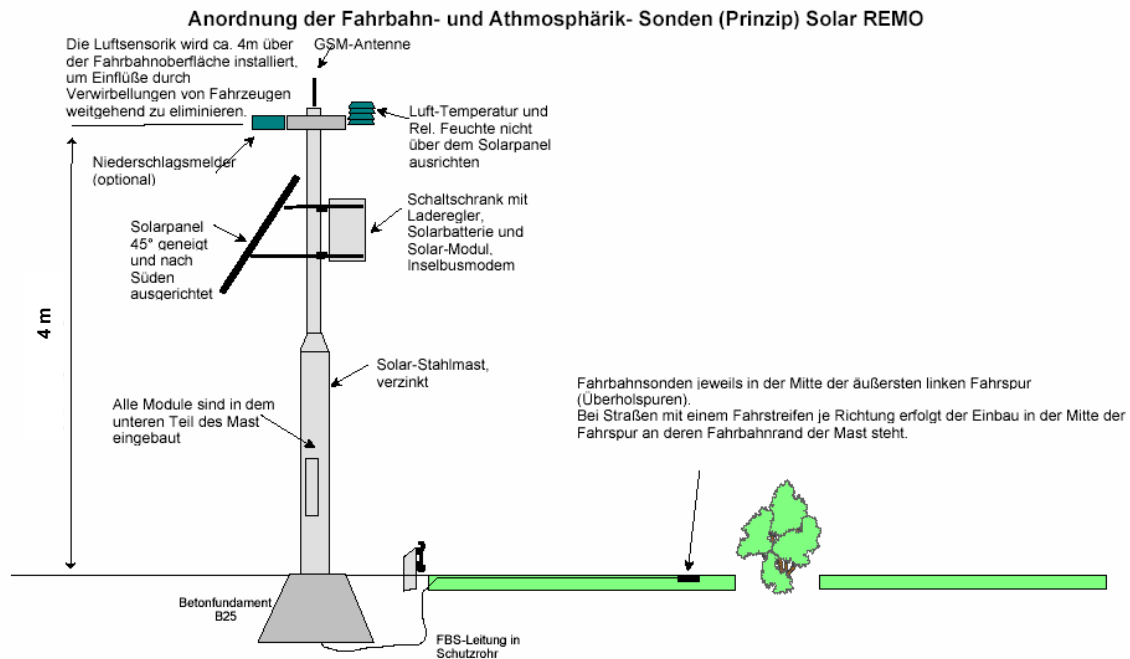 Anordnung der Fahrbahn- und Athmosphärik- Sonden (Prinzip) Solar REMO
Die Luftsensorik wird ca. 4m über
der Fahrbahnoberfläche installiert,
um Einflüße durch
Verwirbellungen von Fahrzeugen
weitgehend zu eliminieren.
GSM-Antenne
Luft-Temperatur und
Rel. Feuchte nicht
über dem Solarpanel
ausrichten
Niederschlagsmelder
(optional)
Schaltschrank mit
Laderegler,
Solarbatterie und
Solar-Modul,
Inselbusmodem
Solarpanel
45° geneigt
und nach
Süden
ausgerichtet
4 m
Solar-Stahlmast,
verzinkt
Alle Module sind in dem
unteren Teil des Mast
eingebaut
Fahrbahnsonden jeweils in der Mitte der äußersten linken Fahrspur
(Überholspuren).
Bei Straßen mit einem Fahrstreifen je Richtung erfolgt der Einbau in der Mitte der
Fahrspur an deren Fahrbahnrand der Mast steht.
Betonfundament
B25
FBS-Leitung in
Schutzrohr